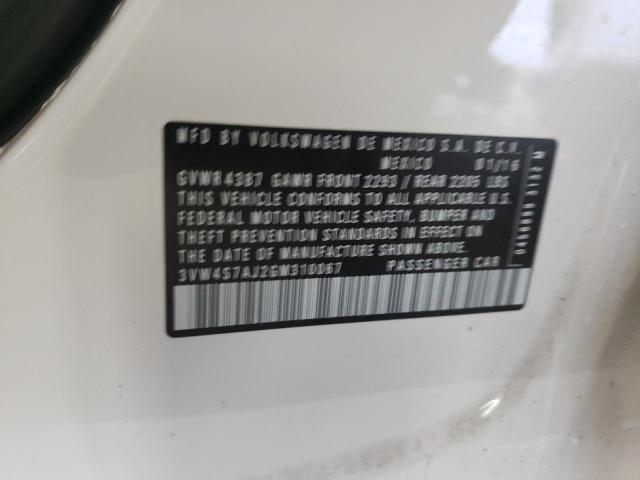 MFD BY VOLKSWAGEN DE MEXICO S.A. DE C.V.
MEXICO 01/16
GVWR 4387 GAWR FRONT 2293 / REAR 2205 LBS
THIS VEHICLE CONFORMS TO ALL APPLICABLE U.S.
FEDERAL MOTOR VEHICLE SAFETY, BUMPER AND
THEFT PREVENTION STANDARDS IN EFFECT ON
THE DATE OF MANUFACTURE SHOWN ABOVE.
3VW4S7AJ2GM310067 PASSENGER CAR